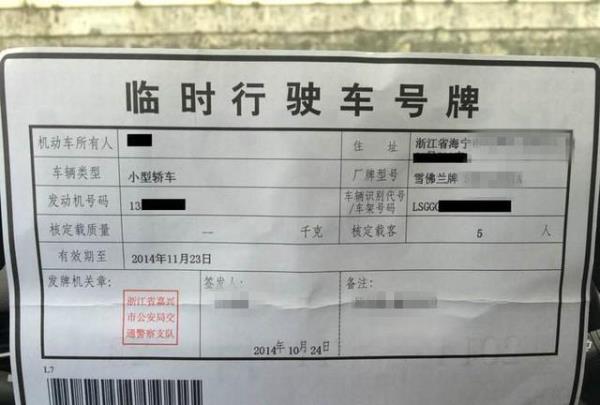 临时行驶车号牌
机动车所有人 住 址 浙江省海宁
车辆类型 小型轿车 厂牌型号 雪佛兰牌
发动机号码 13 车辆识别代号/车架号码 LSGG
核定载质量 — 千克 核定载客 5 人
有效期至 2014年11月23日
发牌机关章: 签发人: 备注:
浙江省嘉兴
市公安局交
通警察支队
2014年10月24日
1.7